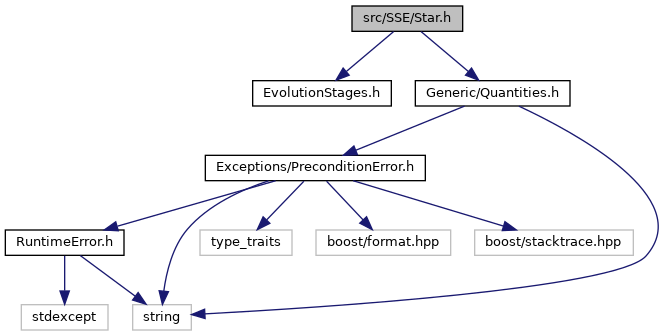 src/SSE/Star.h
EvolutionStages.h
Generic/Quantities.h
Exceptions/PreconditionError.h
RuntimeError.h
type_traits
boost/format.hpp
boost/stacktrace.hpp
stdexcept
string